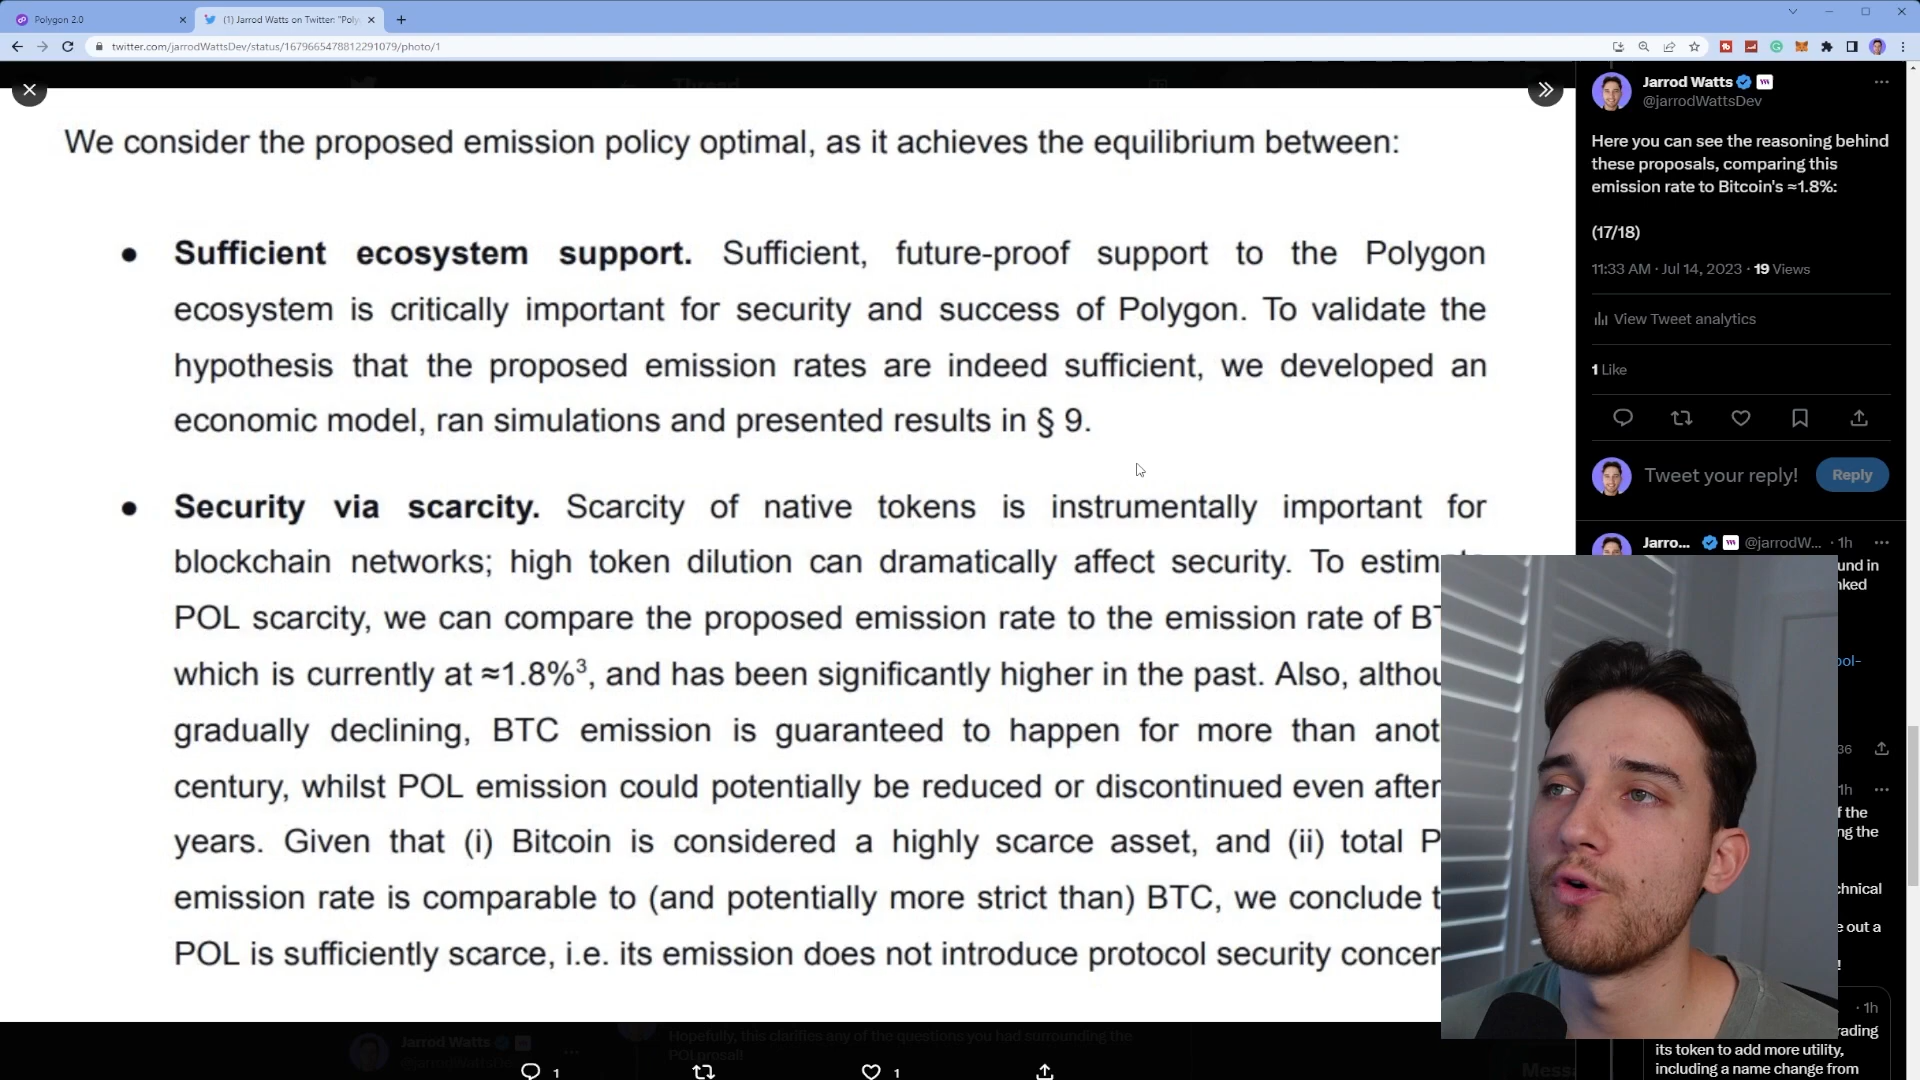 Polygon 2.0
(1) Jarrod Watts on Twitter: "Poly
twitter.com/jarrodWattsDev/status/1679665478812291079/photo/1
Thread
We consider the proposed emission policy optimal, as it achieves the equilibrium between:
● Sufficient ecosystem support. Sufficient, future-proof support to the Polygon
ecosystem is critically important for security and success of Polygon. To validate the
hypothesis that the proposed emission rates are indeed sufficient, we developed an
economic model, ran simulations and presented results in § 9.
● Security via scarcity. Scarcity of native tokens is instrumentally important for
blockchain networks; high token dilution can dramatically affect security. To estim
POL scarcity, we can compare the proposed emission rate to the emission rate of BT
which is currently at ≈1.8%³, and has been significantly higher in the past. Also, althou
gradually declining, BTC emission is guaranteed to happen for more than anot
century, whilst POL emission could potentially be reduced or discontinued even after
years. Given that (i) Bitcoin is considered a highly scarce asset, and (ii) total P
emission rate is comparable to (and potentially more strict than) BTC, we conclude t
POL is sufficiently scarce, i.e. its emission does not introduce protocol security concer
Jarrod Watts
@jarrodWattsDev
Hopefully, this clarifies any of the questions you had surrounding the
POL
1
1
Jarrod Watts
@jarrodWattsDev
Here you can see the reasoning behind
these proposals, comparing this
emission rate to Bitcoin's ≈1.8%:
(17/18)
11:33 AM · Jul 14, 2023 · 19 Views
View Tweet analytics
1 Like
Tweet your reply!
Reply
Jarro... @jarrodW... · 1h
und in
nked
pol-
36
1h
f the
ng the
chnical
e out a
!
· 1h
rading
its token to add more utility,
including a name change from